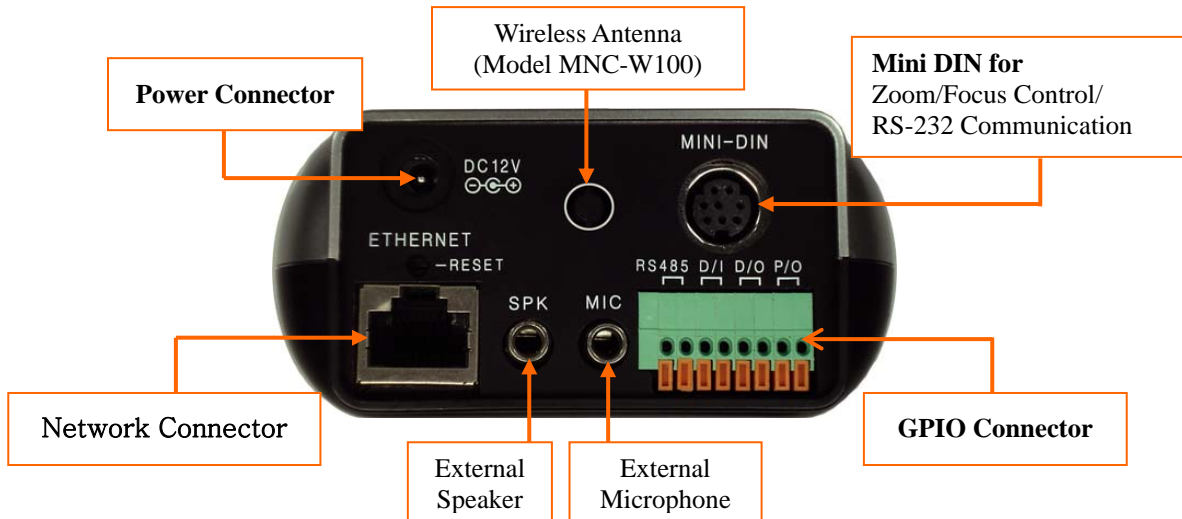 Wireless Antenna
(Model MNC-W100)
Mini DIN for
Zoom/Focus Control/
RS-232 Communication
Power Connector
MINI-DIN
DC12V
ETHERNET
-RESET
RS485 D/I D/O P/O
SPK MIC
Network Connector
GPIO Connector
External
Speaker
External
Microphone